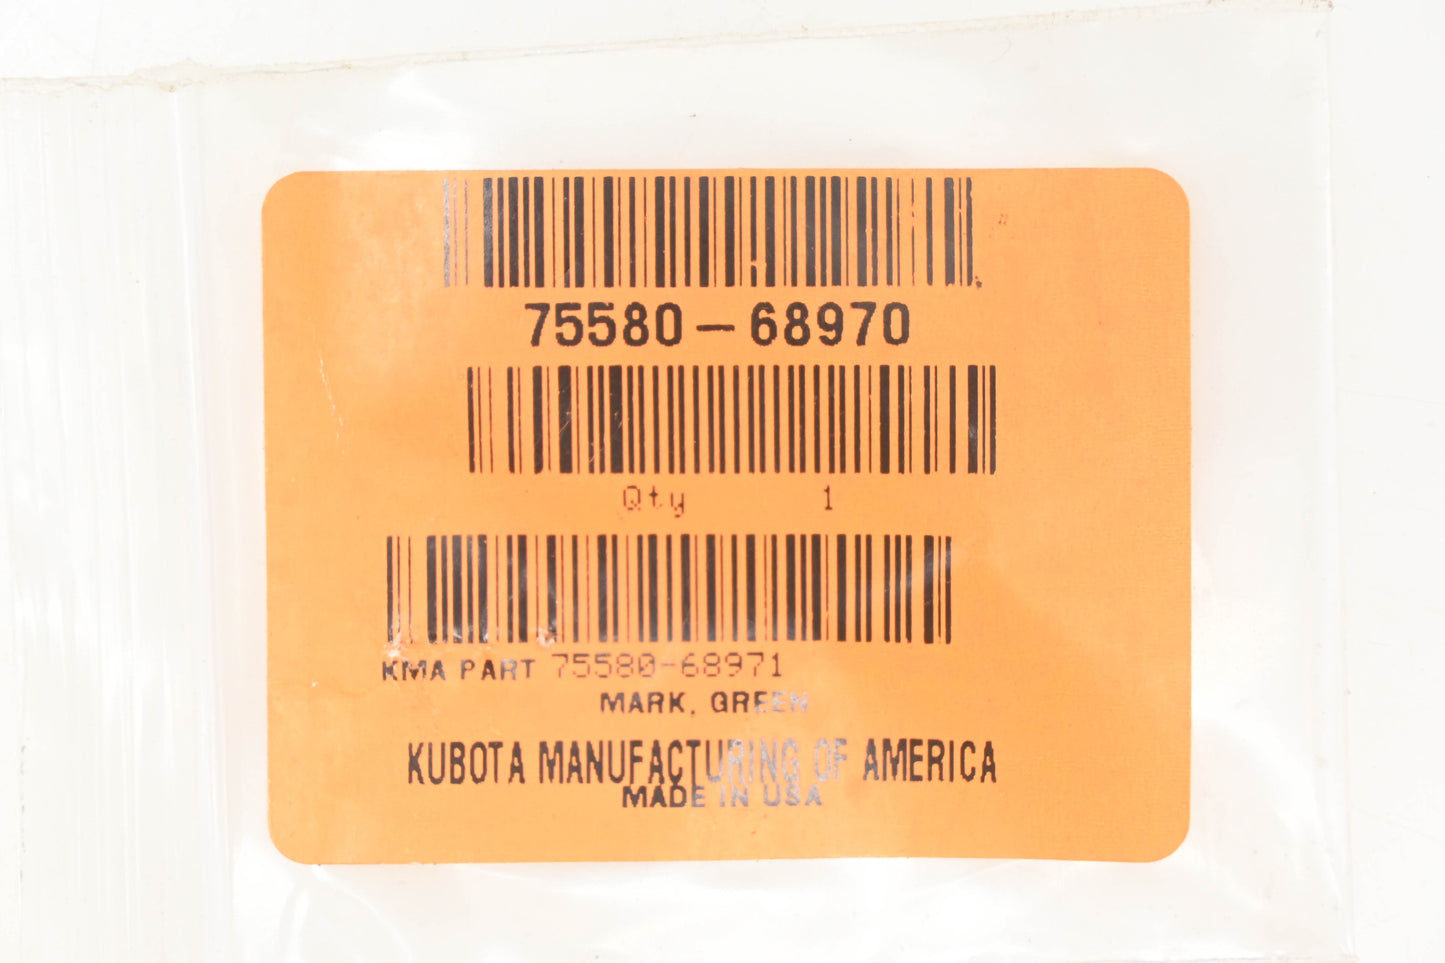 75580-68970
Qty 1
KMA PART 75580-68971
MARK, GREEN
KUBOTA MANUFACTURING OF AMERICA
MADE IN USA